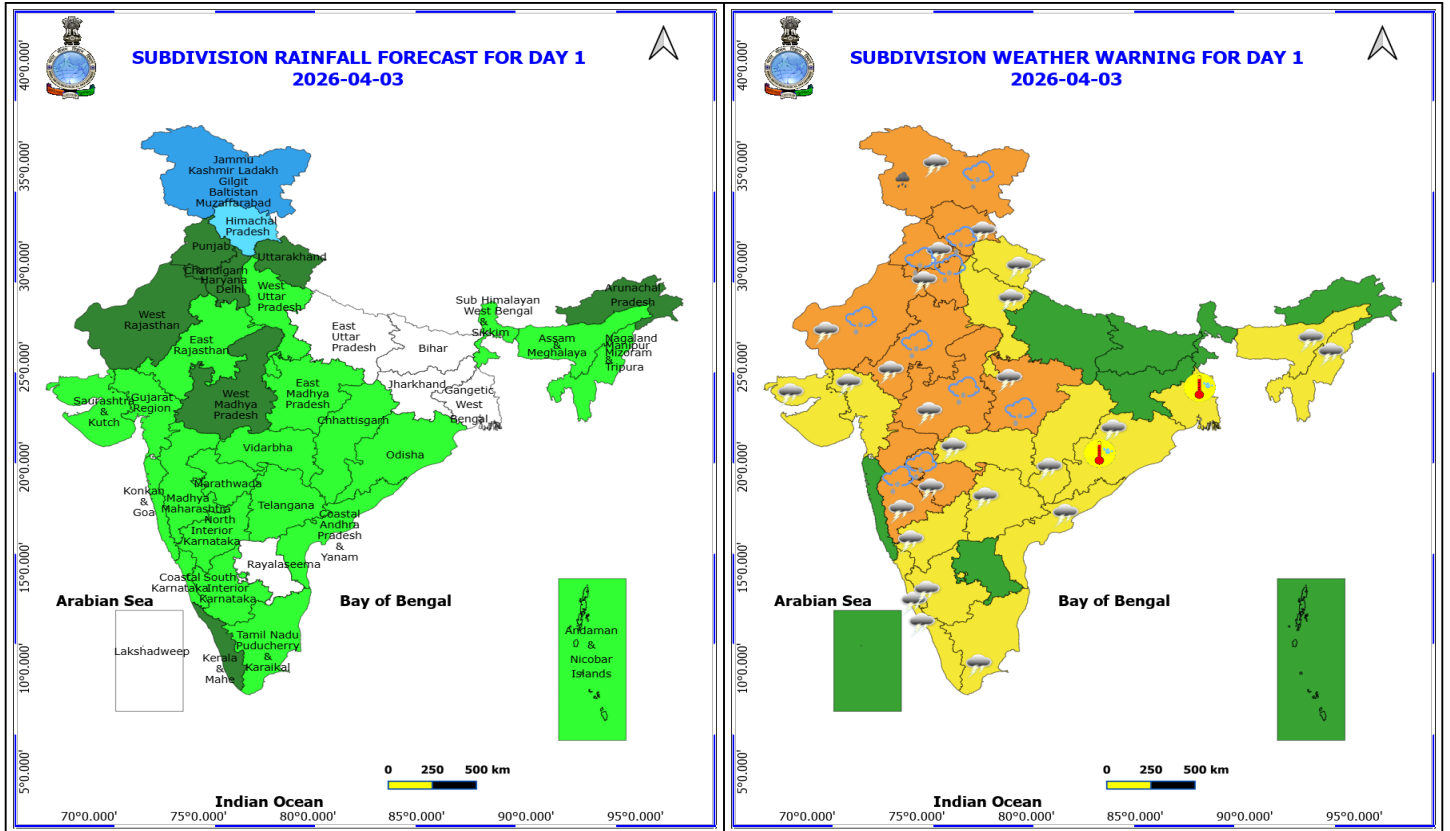 SUBDIVISION RAINFALL FORECAST FOR DAY 1
2026-04-03
40°0.000'
35°0.000'
30°0.000'
25°0.000'
20°0.000'
15°0.000'
10°0.000'
5°0.000'
Jammu
Kashmir Ladakh
Gilgit
Baltistan
Muzaffarabad
Himachal
Pradesh
Punjab
Uttarakhand
Chandigarh
Haryana
Delhi
West
Uttar
Pradesh
Arunachal
Pradesh
West
Rajasthan
Sub Himalayan
West Bengal
&
Sikkim
East
Uttar
Pradesh
East
Rajasthan
Bihar
Assam
&
Meghalaya
Nagaland
Manipur
Mizoram
&
Tripura
Jharkhand
Gangetic
West
Bengal
Saurashtra
&
Kutch
Gujarat
Region
West
Madhya
Pradesh
East
Madhya
Pradesh
Chhattisgarh
Vidarbha
Odisha
Marathwada
Konkan
&
Goa
Madhya
Maharashtra
North
Interior
Karnataka
Telangana
Coastal
Andhra
Pradesh
&
Yanam
Rayalaseema
Coastal
Karnataka
South
Interior
Karnataka
Arabian Sea
Bay of Bengal
Lakshadweep
Kerala
&
Mahe
Tamil Nadu
Puducherry
&
Karaikal
Andaman
&
Nicobar
Islands
0 250 500 km
Indian Ocean
70°0.000' 75°0.000' 80°0.000' 85°0.000' 90°0.000' 95°0.000'
SUBDIVISION WEATHER WARNING FOR DAY 1
2026-04-03
40°0.000'
35°0.000'
30°0.000'
25°0.000'
20°0.000'
15°0.000'
10°0.000'
5°0.000'
Arabian Sea
Bay of Bengal
0 250 500 km
Indian Ocean
70°0.000' 75°0.000' 80°0.000' 85°0.000' 90°0.000' 95°0.000'